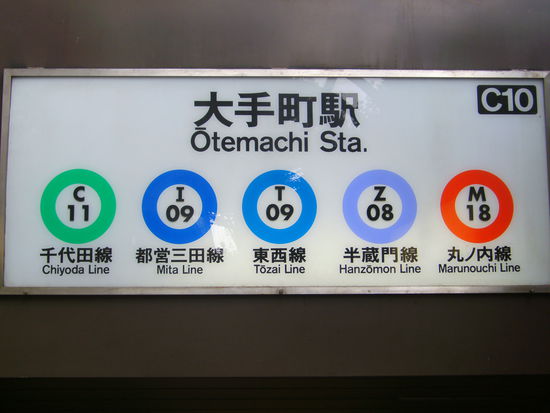 C10
大手町駅
Ōtemachi Sta.
C 11
I 09
T 09
Z 08
M 18
千代田線 都営三田線 東西線 半蔵門線 丸ノ内線
Chiyoda Line Mita Line Tōzai Line Hanzōmon Line Marunouchi Line